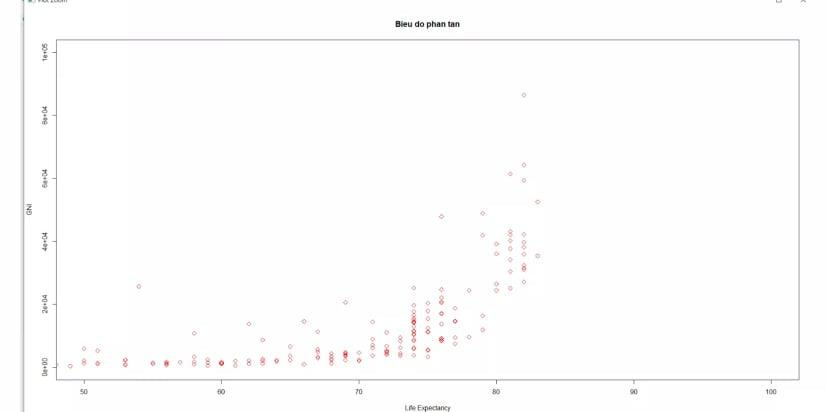 Plot Zoom
Bieu do phan tan
1e+05
8e+04
6e+04
4e+04
2e+04
0e+00
GNI
50
60
70
80
90
100
Life Expectancy